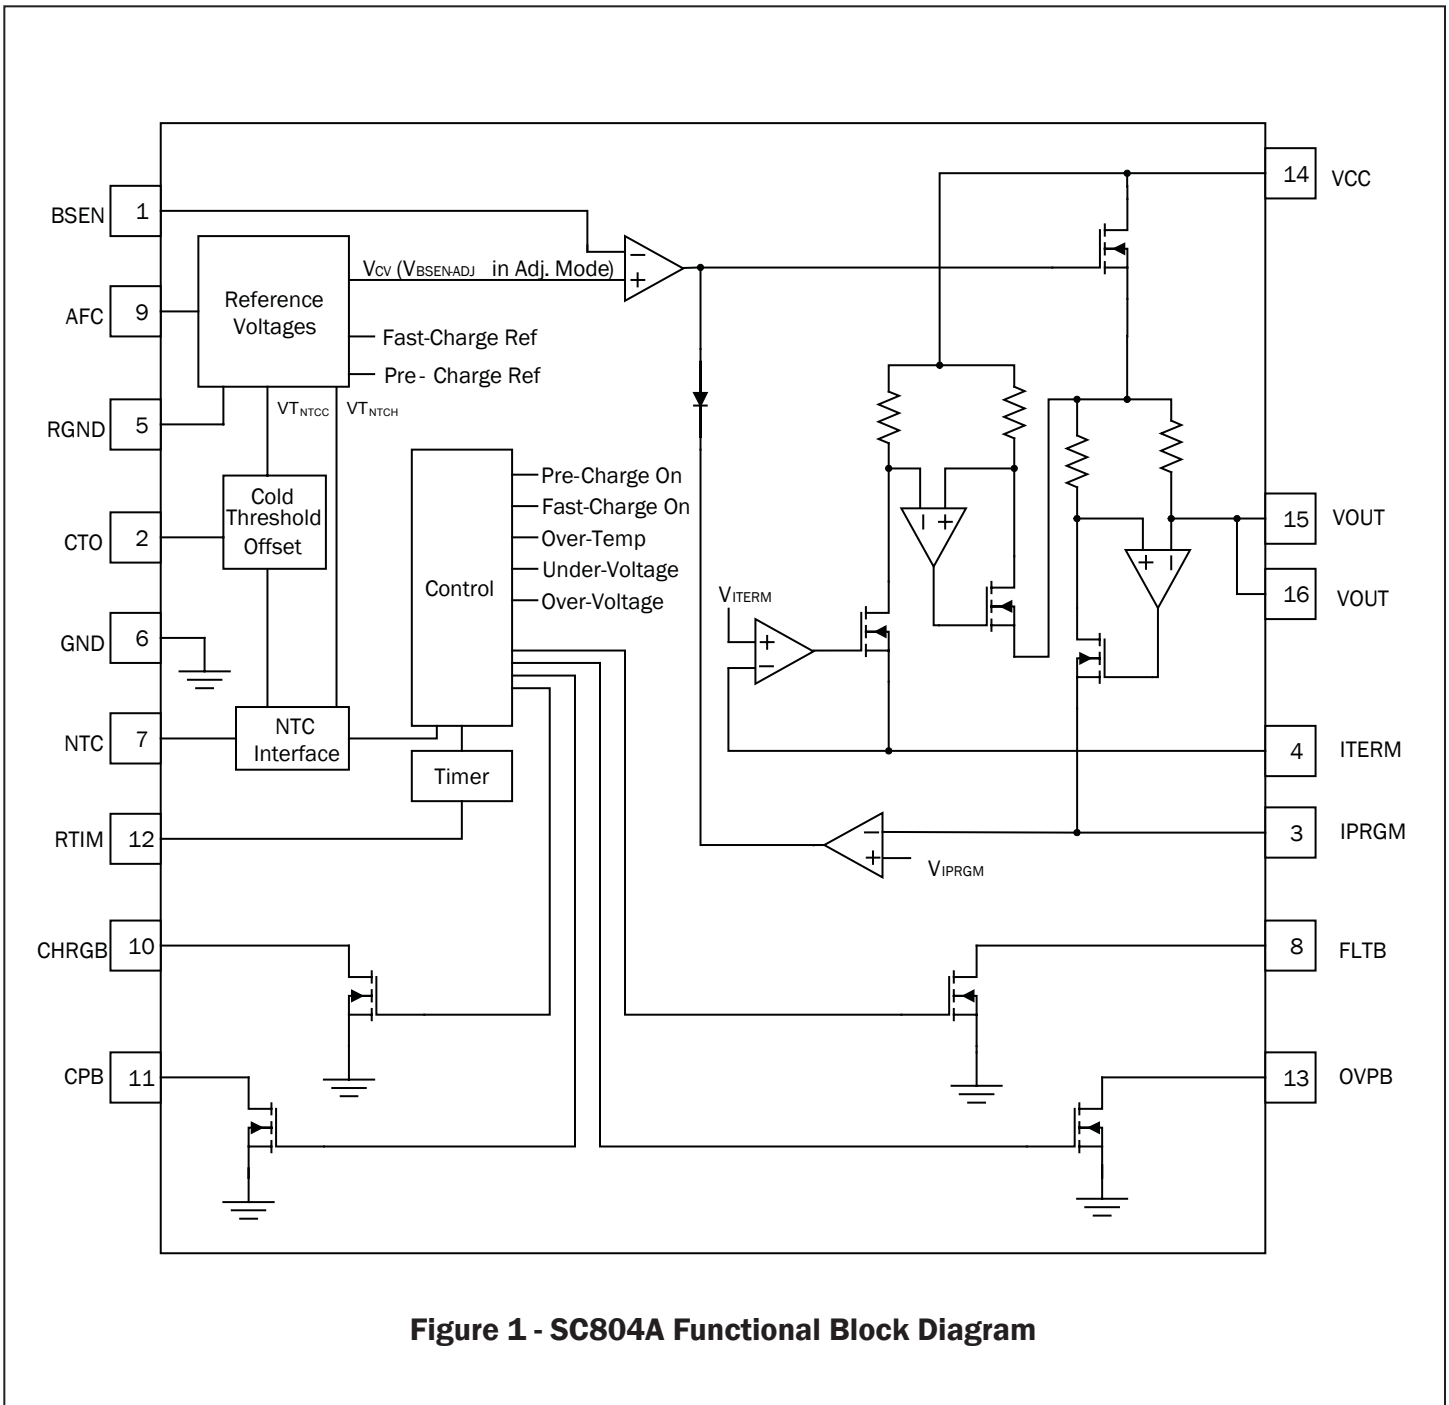 BSEN 1
14 VCC
VCV (VBSEN-ADJ in Adj. Mode)
− +
Reference
Voltages
AFC 9
Fast-Charge Ref
Pre- Charge Ref
VTNTCC VTNTCH
RGND 5
Cold
Threshold
Offset
CTO 2
Control
Pre-Charge On
Fast-Charge On
Over-Temp
Under-Voltage
Over-Voltage
− +
15 VOUT
+ −
16 VOUT
VITERM
+ −
GND 6
NTC 7
NTC
Interface
Timer
4 ITERM
RTIM 12
3 IPRGM
− +
VIPRGM
CHRGB 10
8 FLTB
CPB 11
13 OVPB
Figure 1 - SC804A Functional Block Diagram